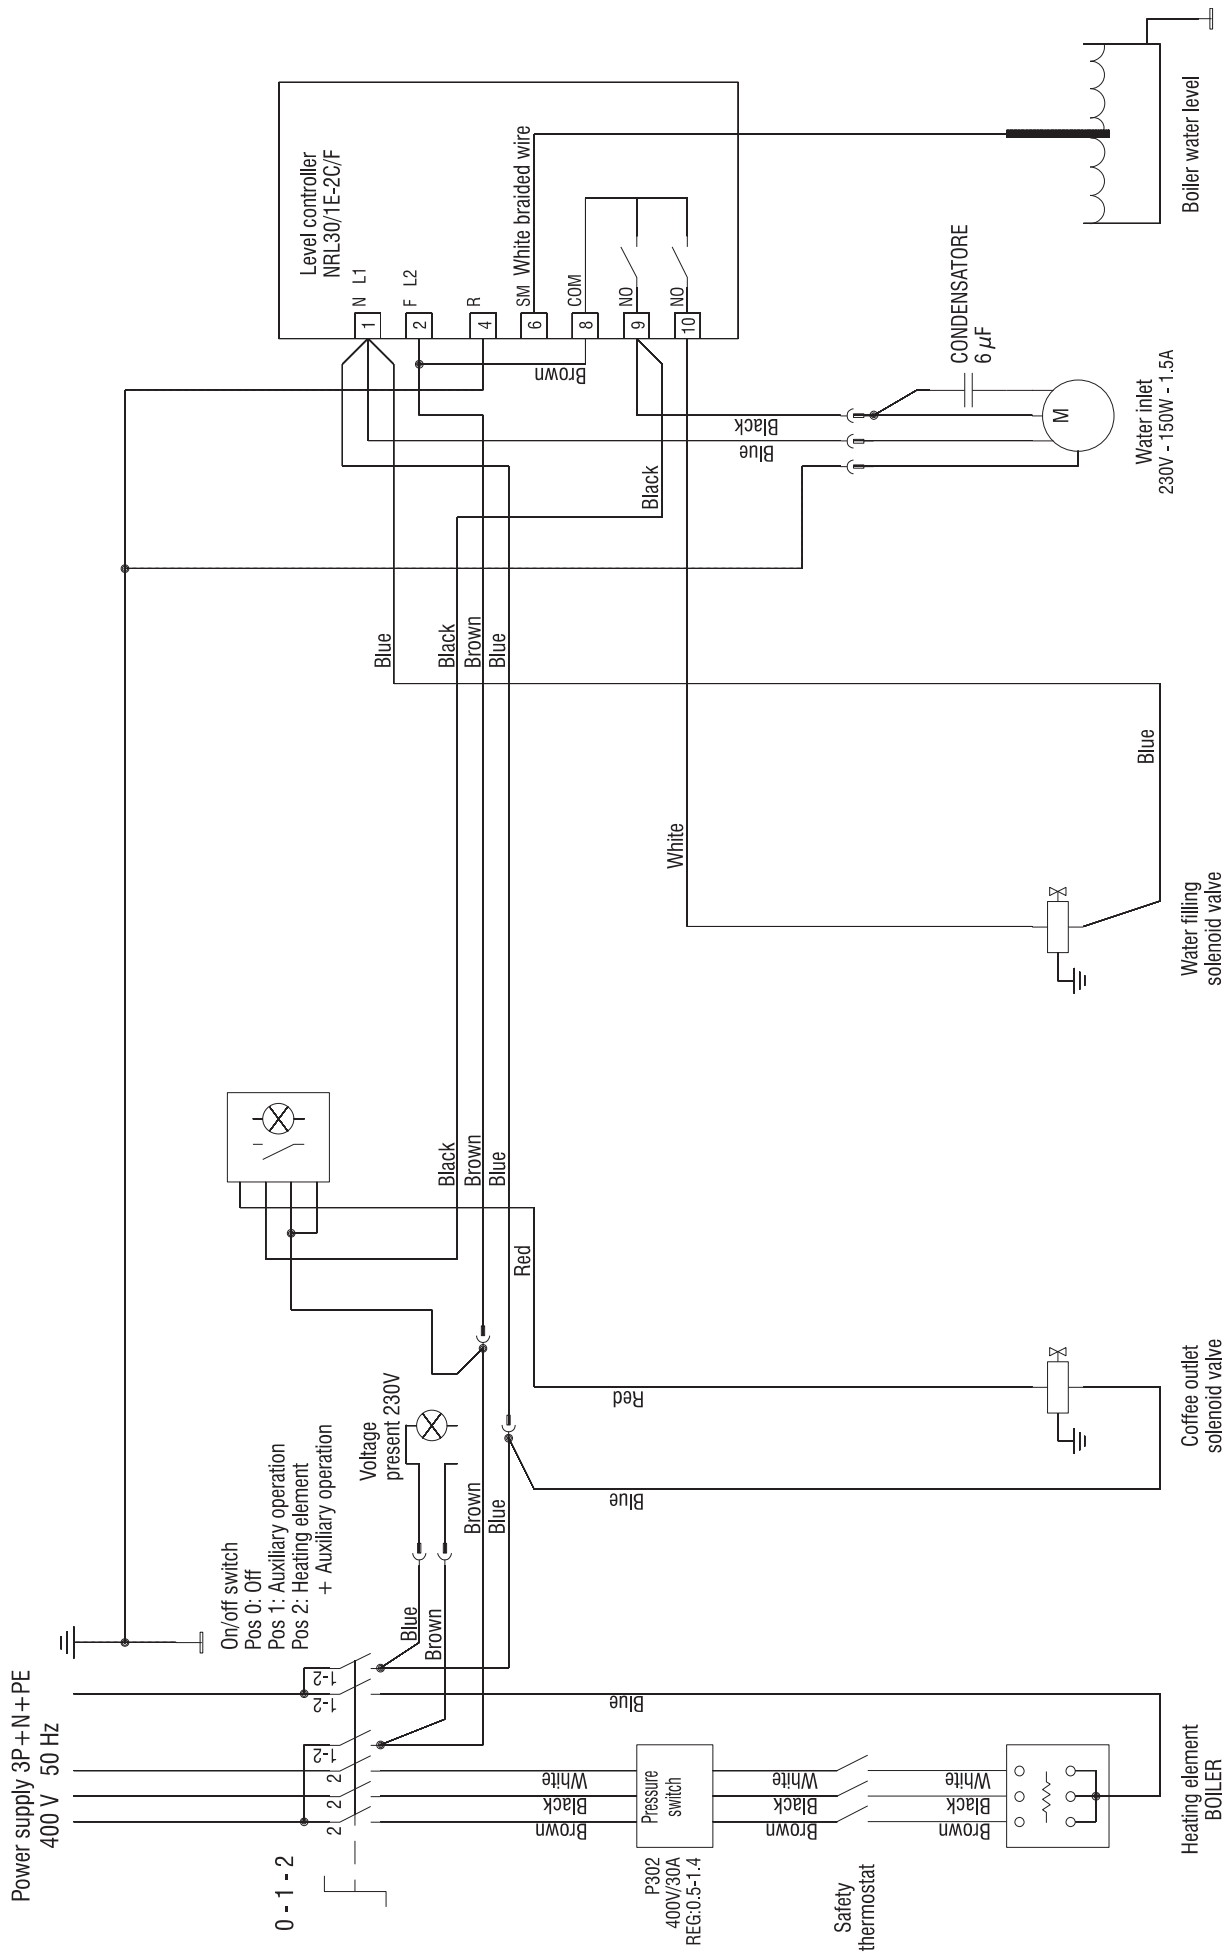 Power supply 3P+N+PE
400 V 50 Hz
0 - 1 - 2
On/off switch
Pos 0: Off
Pos 1: Auxiliary operation
Pos 2: Heating element
+ Auxiliary operation
2
2
2
1-2
1-2
1-2
Blue
Brown
Voltage
present 230V
Brown
Blue
Red
Black
Brown
Blue
Blue
Black
Brown
Blue
Level controller
NRL30/1E-2C/F
1
N L1
2
F L2
4
R
6
SM
White braided wire
8
COM
9
NO
10
NO
Brown
Black
Blue
Black
White
Blue
Brown
Black
White
P302
400V/30A
REG:0.5-1.4
Pressure
switch
Blue
Blue
Red
Brown
Black
White
Safety
thermostat
Brown
Black
White
Heating element
BOILER
Coffee outlet
solenoid valve
Water filling
solenoid valve
M
CONDENSATORE
6 µF
Water inlet
230V - 150W - 1.5A
Boiler water level